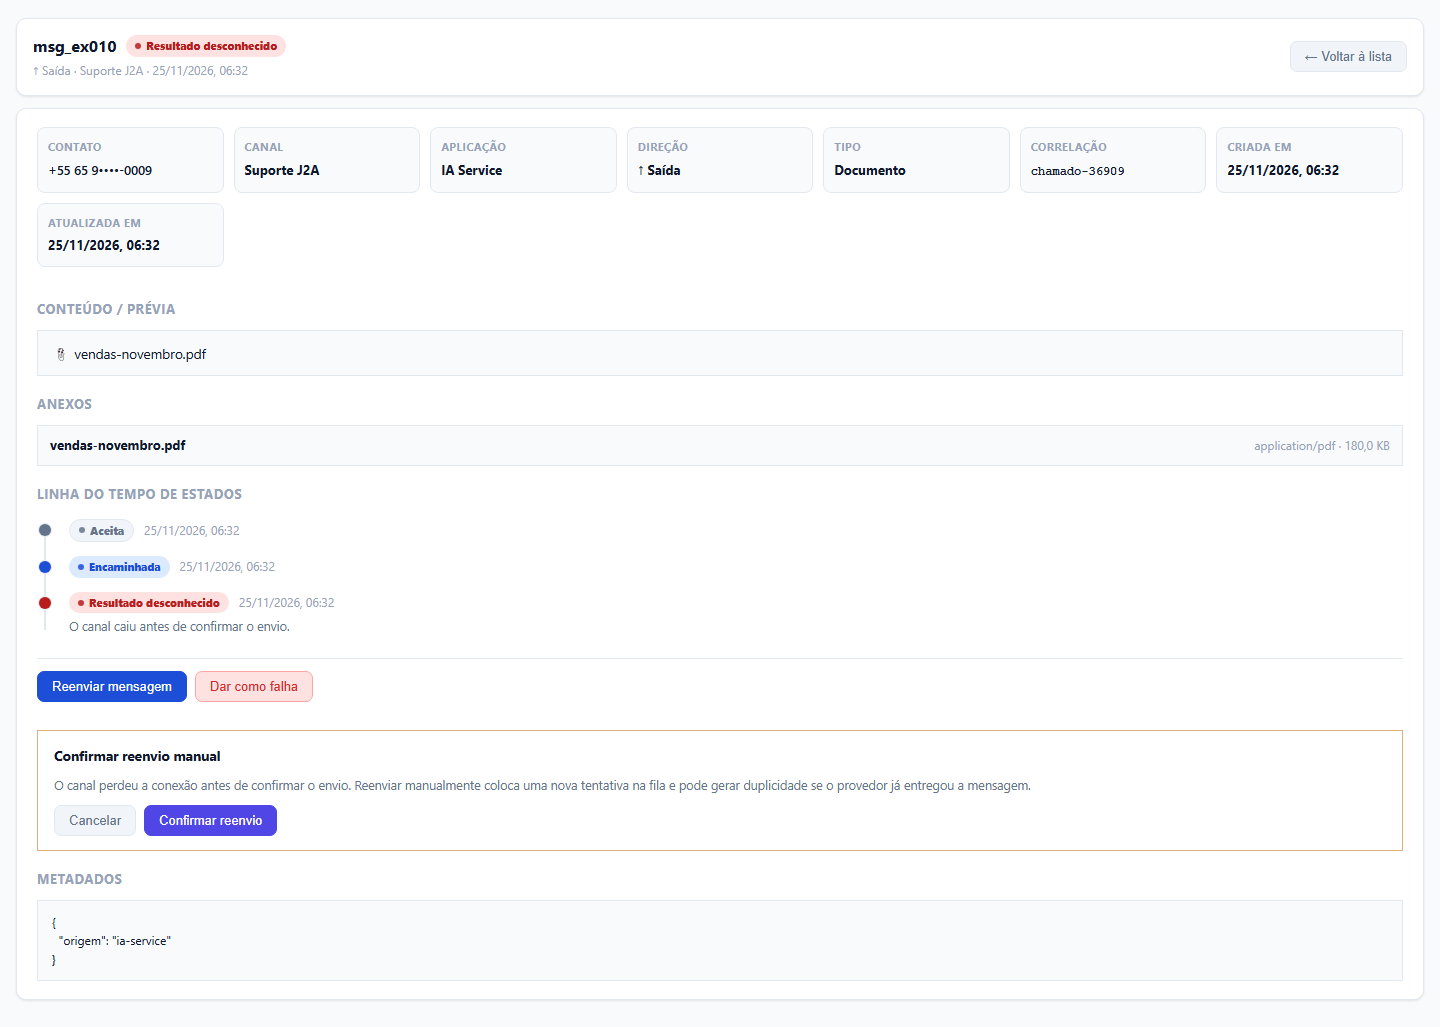 msg_ex010
Resultado desconhecido
↑ Saída · Suporte J2A · 25/11/2026, 06:32
← Voltar à lista
CONTATO
+55 65 9••••-0009
CANAL
Suporte J2A
APLICAÇÃO
IA Service
DIREÇÃO
↑ Saída
TIPO
Documento
CORRELAÇÃO
chamado-36909
CRIADA EM
25/11/2026, 06:32
ATUALIZADA EM
25/11/2026, 06:32
CONTEÚDO / PRÉVIA
vendas-novembro.pdf
ANEXOS
vendas-novembro.pdf
application/pdf · 180,0 KB
LINHA DO TEMPO DE ESTADOS
Aceita 25/11/2026, 06:32
Encaminhada 25/11/2026, 06:32
Resultado desconhecido 25/11/2026, 06:32
O canal caiu antes de confirmar o envio.
Reenviar mensagem
Dar como falha
Confirmar reenvio manual
O canal perdeu a conexão antes de confirmar o envio. Reenviar manualmente coloca uma nova tentativa na fila e pode gerar duplicidade se o provedor já entregou a mensagem.
Cancelar
Confirmar reenvio
METADADOS
{
"origem": "ia-service"
}